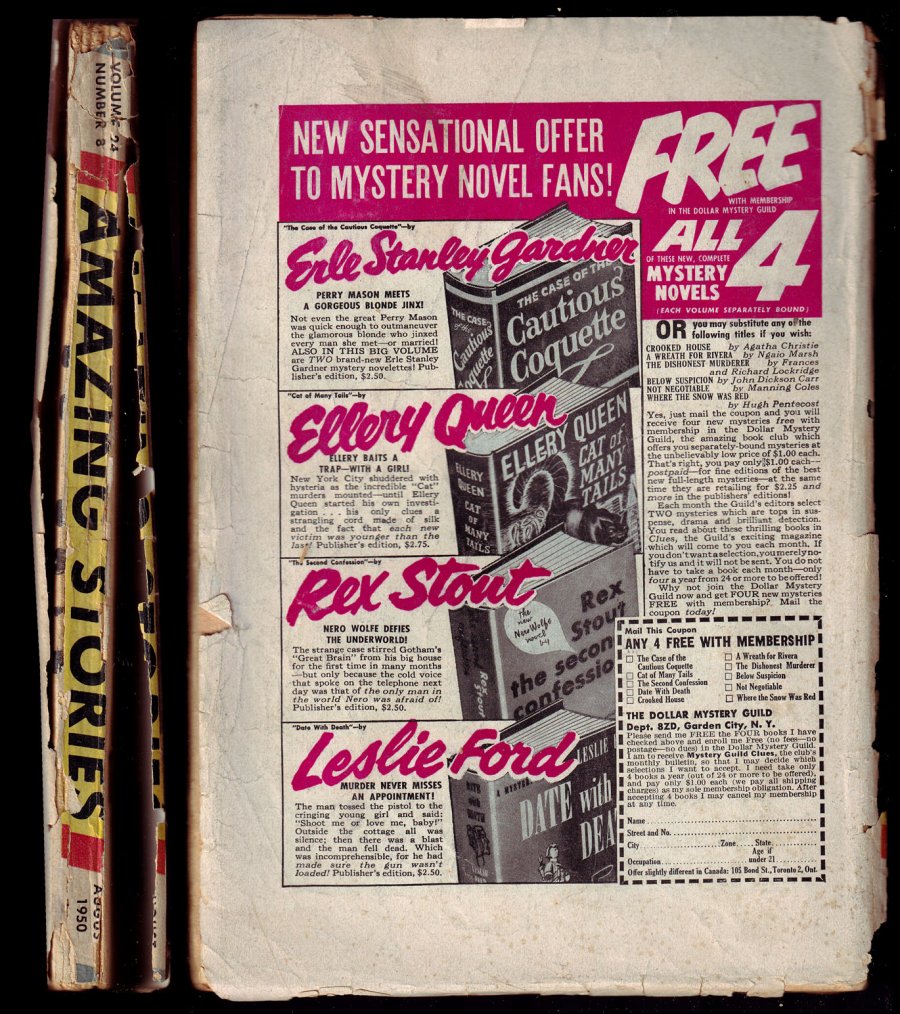 VOLUME 24
NUMBER 8
AMAZING STORIES
1950
NEW SENSATIONAL OFFER
TO MYSTERY NOVEL FANS!
FREE
WITH MEMBERSHIP
IN THE DOLLAR MYSTERY GUILD
ALL 4
OF THESE NEW, COMPLETE
MYSTERY
NOVELS
(EACH VOLUME SEPARATELY BOUND)
"The Case of the Cautious Coquette"—by
Erle Stanley Gardner
PERRY MASON MEETS
A GORGEOUS BLONDE JINX!
Not even the great Perry Mason
was quick enough to outmaneuver
the glamorous blonde who jinxed
every man she met—or married!
ALSO IN THIS BIG VOLUME
are TWO brand-new Erle Stanley
Gardner mystery novelettes! Pub-
lisher's edition, $2.50.
THE CASE OF THE
Cautious
Coquette
THE CASE
of the
Cautious
Coquette
"Cat of Many Tails"—by
Ellery Queen
ELLERY BAITS A
TRAP—WITH A GIRL!
New York City shuddered with
hysteria as the incredible "Cat"
murders mounted—until Ellery
Queen started his own investi-
gation . . . his only clues a
strangling cord made of silk
and the fact that each new
victim was younger than the
last! Publisher's edition, $2.75.
ELLERY QUEEN
CAT OF
MANY
TAILS
ELLERY
QUEEN
CAT
OF
MANY
TAILS
"The Second Confession"—by
Rex Stout
NERO WOLFE DEFIES
THE UNDERWORLD!
The strange case stirred Gotham's
"Great Brain" from his big house
for the first time in many months
—but only because the cold voice
that spoke on the telephone next
day was that of the only man in
the world Nero was afraid of!
Publisher's edition, $2.50.
the
new
Nero Wolfe
novel
Rex
Stout
the second
confession
"Date With Death"—by
Leslie Ford
MURDER NEVER MISSES
AN APPOINTMENT!
The man tossed the pistol to the
cringing young girl and said:
"Shoot me or love me, baby!"
Outside the cottage all was
silence; then there was a blast
and the man fell dead. Which
was incomprehensible, for he had
made sure the gun wasn't
loaded! Publisher's edition, $2.50.
LESLIE
DATE with
DEA
OR you may substitute any of the
following titles if you wish:
CROOKED HOUSE by Agatha Christie
A WREATH FOR RIVERA by Ngaio Marsh
THE DISHONEST MURDERER by Frances
and Richard Lockridge
BELOW SUSPICION by John Dickson Carr
NOT NEGOTIABLE by Manning Coles
WHERE THE SNOW WAS RED
by Hugh Pentecost
Yes, just mail the coupon and you will
receive four new mysteries free with
membership in the Dollar Mystery
Guild, the amazing book club which
offers you separately-bound mysteries at
the unbelievably low price of $1.00 each.
That's right, you pay only $1.00 each—
postpaid—for fine editions of the best
new full-length mysteries—at the same
time they are retailing for $2.25 and
more in the publishers' editions!
Each month the Guild's editors select
TWO mysteries which are tops in sus-
pense, drama and brilliant detection.
You read about these thrilling books in
Clues, the Guild's exciting magazine
which will come to you each month. If
you don't want a selection, you merely no-
tify us and it will not be sent. You do not
have to take a book each month—only
four a year from 24 or more to be offered!
Why not join the Dollar Mystery
Guild now and get FOUR new mysteries
FREE with membership? Mail the
coupon today!
Mail This Coupon
ANY 4 FREE WITH MEMBERSHIP
The Case of the
Cautious Coquette
Cat of Many Tails
The Second Confession
Date With Death
Crooked House
A Wreath for Rivera
The Dishonest Murderer
Below Suspicion
Not Negotiable
Where the Snow Was Red
THE DOLLAR MYSTERY GUILD
Dept. 8ZD, Garden City, N. Y.
Please send me FREE the FOUR books I have
checked above and enroll me Free (no fees—no
postage—no dues) in the Dollar Mystery Guild.
I am to receive Mystery Guild Clues, the club's
monthly bulletin, so that I may decide which
selections I want to accept. I need take only
4 books a year (out of 24 or more to be offered),
and pay only $1.00 each (we pay all shipping
charges) as my sole membership obligation. After
accepting 4 books I may cancel my membership
at any time.
Name
Street and No.
City Zone State
Age if
Occupation under 21
Offer slightly different in Canada: 105 Bond St., Toronto 2, Ont.